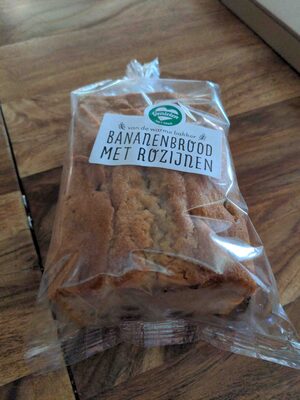 van de warme bakker
BANANENBROOD
MET ROZIJNEN